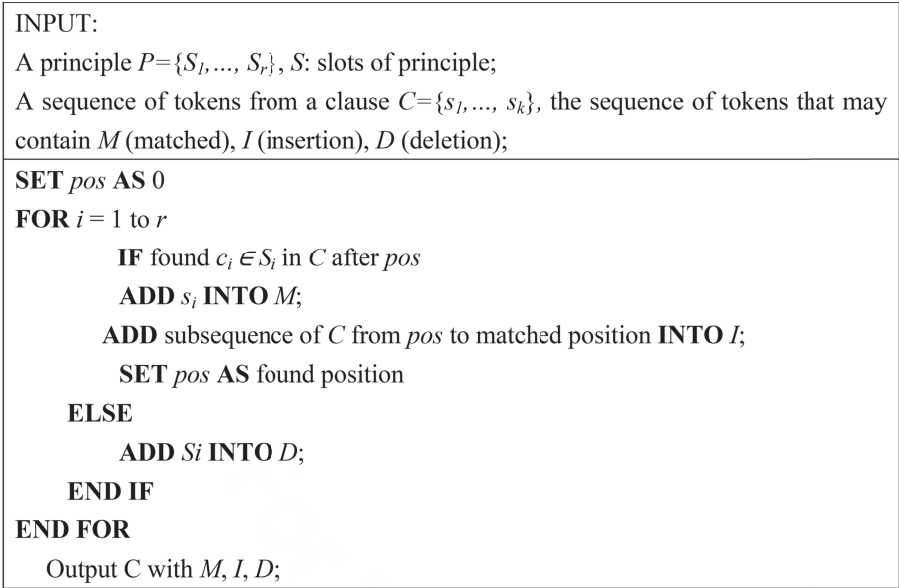 INPUT:
A principle P={S1,..., Sr}, S: slots of principle;
A sequence of tokens from a clause C={s1,..., sk}, the sequence of tokens that may
contain M (matched), I (insertion), D (deletion);
SET pos AS 0
FOR i = 1 to r
IF found ci ∈ Si in C after pos
ADD si INTO M;
ADD subsequence of C from pos to matched position INTO I;
SET pos AS found position
ELSE
ADD Si INTO D;
END IF
END FOR
Output C with M, I, D;